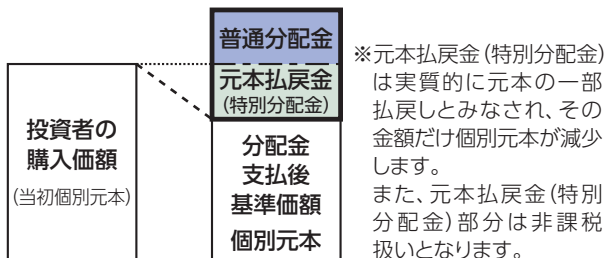 投資者の
購入価額
(当初個別元本)
普通分配金
元本払戻金
(特別分配金)
分配金
支払後
基準価額
個別元本
※元本払戻金(特別分配金)
は実質的に元本の一部
払戻しとみなされ、その
金額だけ個別元本が減少
します。
また、元本払戻金(特別
分配金)部分は非課税
扱いとなります。